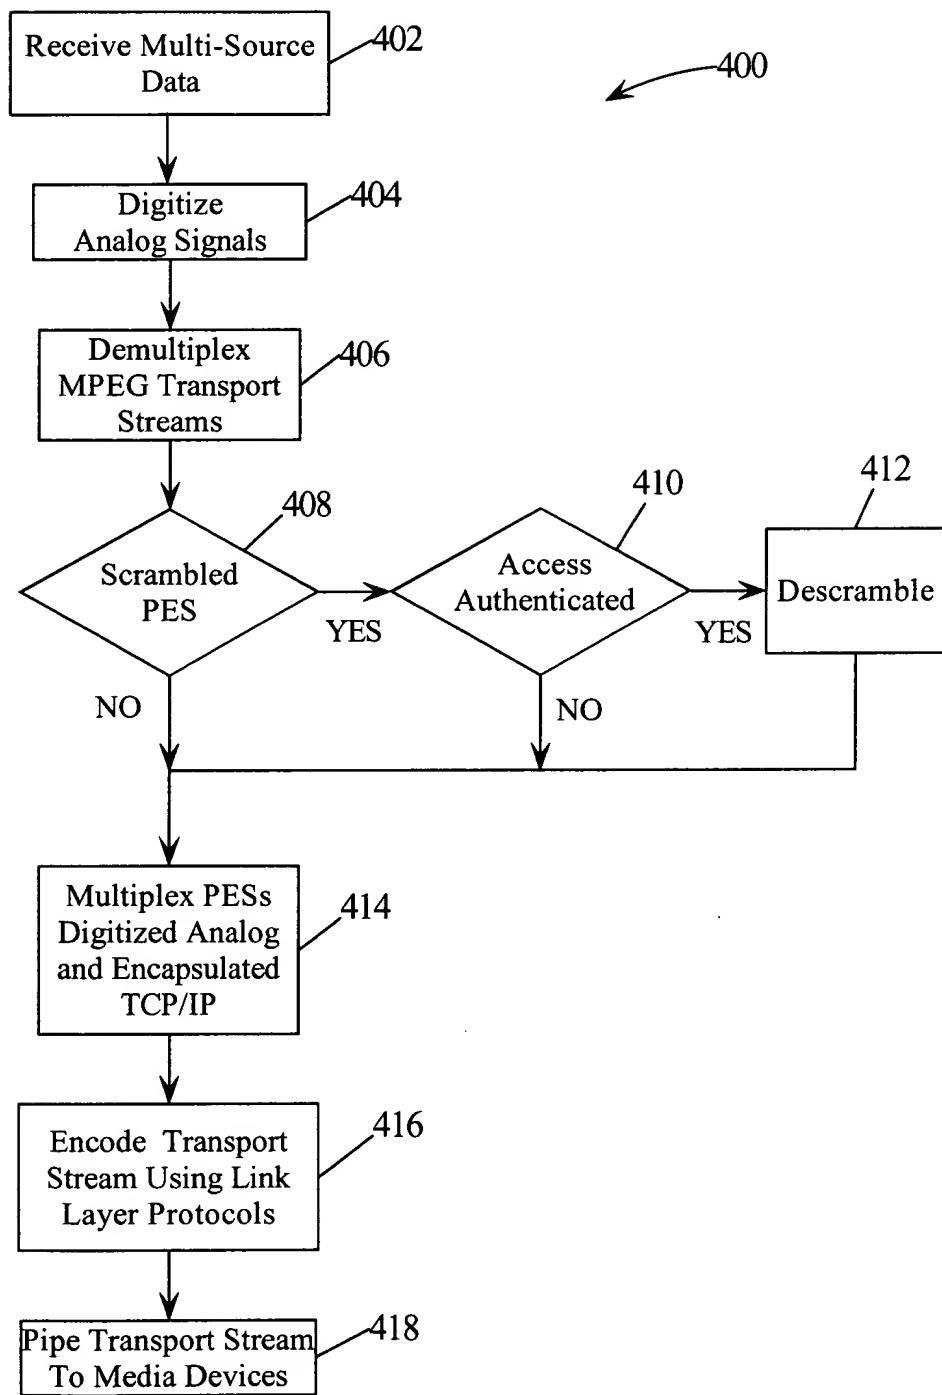 Receive Multi-Source
Data
402
400
Digitize
Analog Signals
404
Demultiplex
MPEG Transport
Streams
406
408
Scrambled
PES
YES
NO
410
Access
Authenticated
YES
NO
412
Descramble
Multiplex PESs
Digitized Analog
and Encapsulated
TCP/IP
414
Encode Transport
Stream Using Link
Layer Protocols
416
Pipe Transport Stream
To Media Devices
418